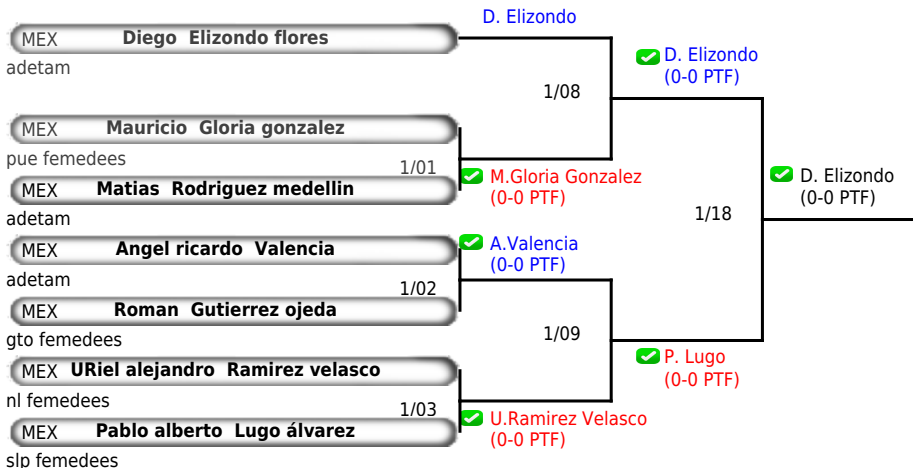 D. Elizondo
MEX Diego Elizondo flores
adetam
D. Elizondo
(0-0 PTF)
1/08
MEX Mauricio Gloria gonzalez
pue femedees
1/01
M.Gloria Gonzalez
(0-0 PTF)
MEX Matias Rodriguez medellin
adetam
D. Elizondo
(0-0 PTF)
1/18
MEX Angel ricardo Valencia
adetam
A.Valencia
(0-0 PTF)
1/02
MEX Roman Gutierrez ojeda
gto femedees
1/09
P. Lugo
(0-0 PTF)
MEX URiel alejandro Ramirez velasco
nl femedees
1/03
U.Ramirez Velasco
(0-0 PTF)
MEX Pablo alberto Lugo álvarez
slp femedees